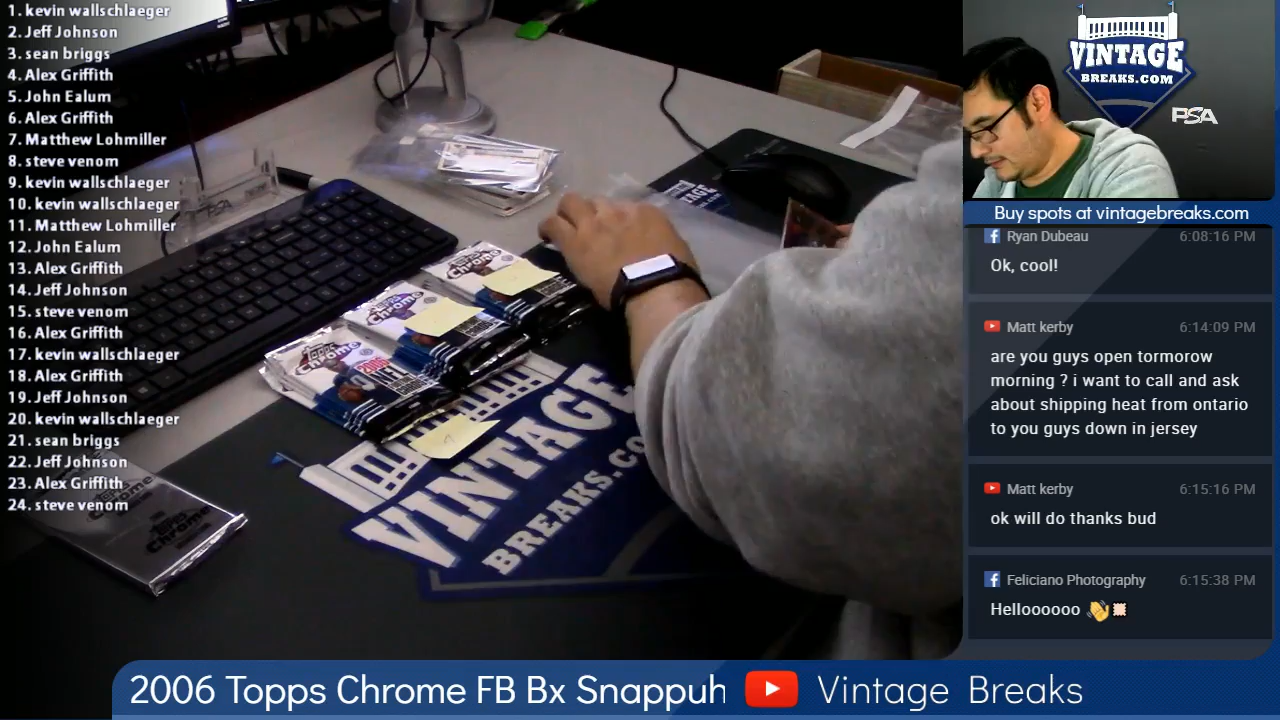 1. kevin wallschlaeger
2. Jeff Johnson
3. sean briggs
4. Alex Griffith
5. John Ealum
6. Alex Griffith
7. Matthew Lohmiller
8. steve venom
9. kevin wallschlaeger
10. kevin wallschlaeger
11. Matthew Lohmiller
12. John Ealum
13. Alex Griffith
14. Jeff Johnson
15. steve venom
16. Alex Griffith
17. kevin wallschlaeger
18. Alex Griffith
19. Jeff Johnson
20. kevin wallschlaeger
21. sean briggs
22. Jeff Johnson
23. Alex Griffith
24. steve venom
PSA
Topps
Chrome
Chrome
Chrome
2006
VINTAGE
BREAKS.CO
VINTAGE
BREAKS.COM
PSA
Buy spots at vintagebreaks.com
Ryan Dubeau 6:08:16 PM
Ok, cool!
Matt kerby 6:14:09 PM
are you guys open tormorow
morning ? i want to call and ask
about shipping heat from ontario
to you guys down in jersey
Matt kerby 6:15:16 PM
ok will do thanks bud
Feliciano Photography 6:15:38 PM
Helloooooo 👋🏼
2006 Topps Chrome FB Bx Snappuh
Vintage Breaks